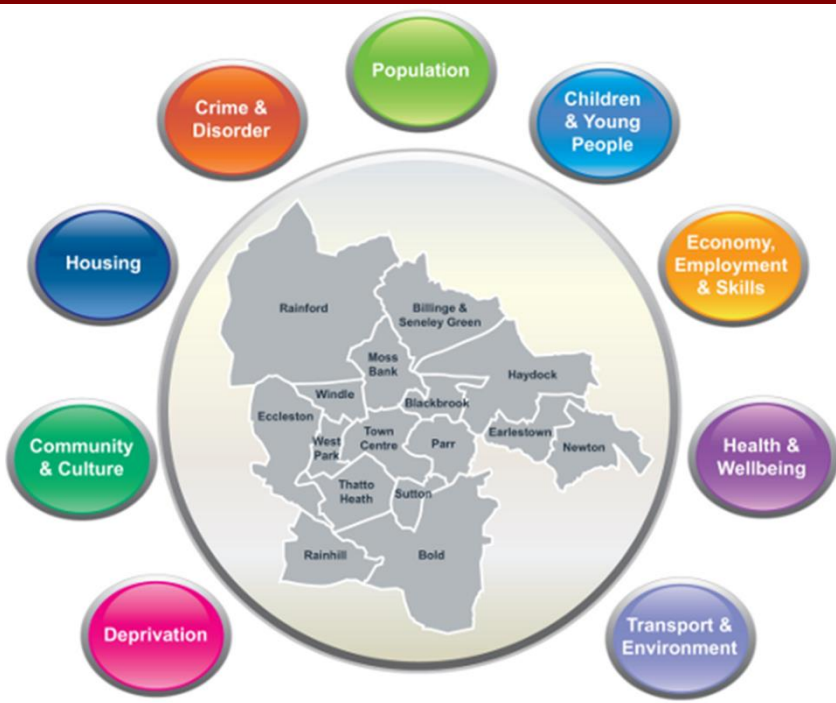 Population
Crime &
Disorder
Children
& Young
People
Housing
Economy,
Employment
& Skills
Rainford
Billinge &
Seneley Green
Moss
Bank
Haydock
Windle
Blackbrook
Eccleston
West
Park
Town
Centre
Parr
Earlestown
Newton
Community
& Culture
Health &
Wellbeing
Thatto
Heath
Sutton
Rainhill
Bold
Deprivation
Transport &
Environment